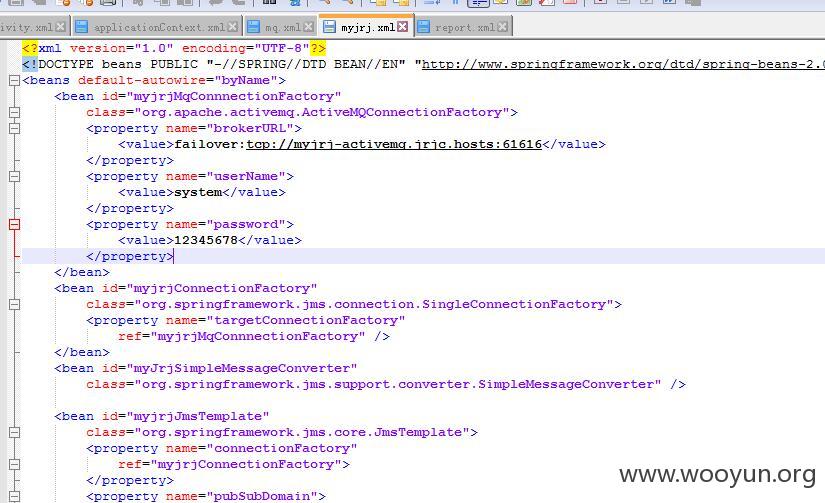 ivity.xml applicationContext.xml mq.xml myjrj.xml report.xml
<?xml version="1.0" encoding="UTF-8"?>
<!DOCTYPE beans PUBLIC "-//SPRING//DTD BEAN//EN" "http://www.springframework.org/dtd/spring-beans-2.0
<beans default-autowire="byName">
<bean id="myjrjMqConnnectionFactory"
class="org.apache.activemq.ActiveMQConnectionFactory">
<property name="brokerURL">
<value>failover:tcp://myjrj-activemq.jrjc.hosts:61616</value>
</property>
<property name="userName">
<value>system</value>
</property>
<property name="password">
<value>12345678</value>
</property>
</bean>
<bean id="myjrjConnectionFactory"
class="org.springframework.jms.connection.SingleConnectionFactory">
<property name="targetConnectionFactory"
ref="myjrjMqConnnectionFactory" />
</bean>
<bean id="myJrjSimpleMessageConverter"
class="org.springframework.jms.support.converter.SimpleMessageConverter" />
<bean id="myjrjJmsTemplate"
class="org.springframework.jms.core.JmsTemplate">
<property name="connectionFactory"
ref="myjrjConnectionFactory">
</property>
<property name="pubSubDomain">
www.wooyun.org